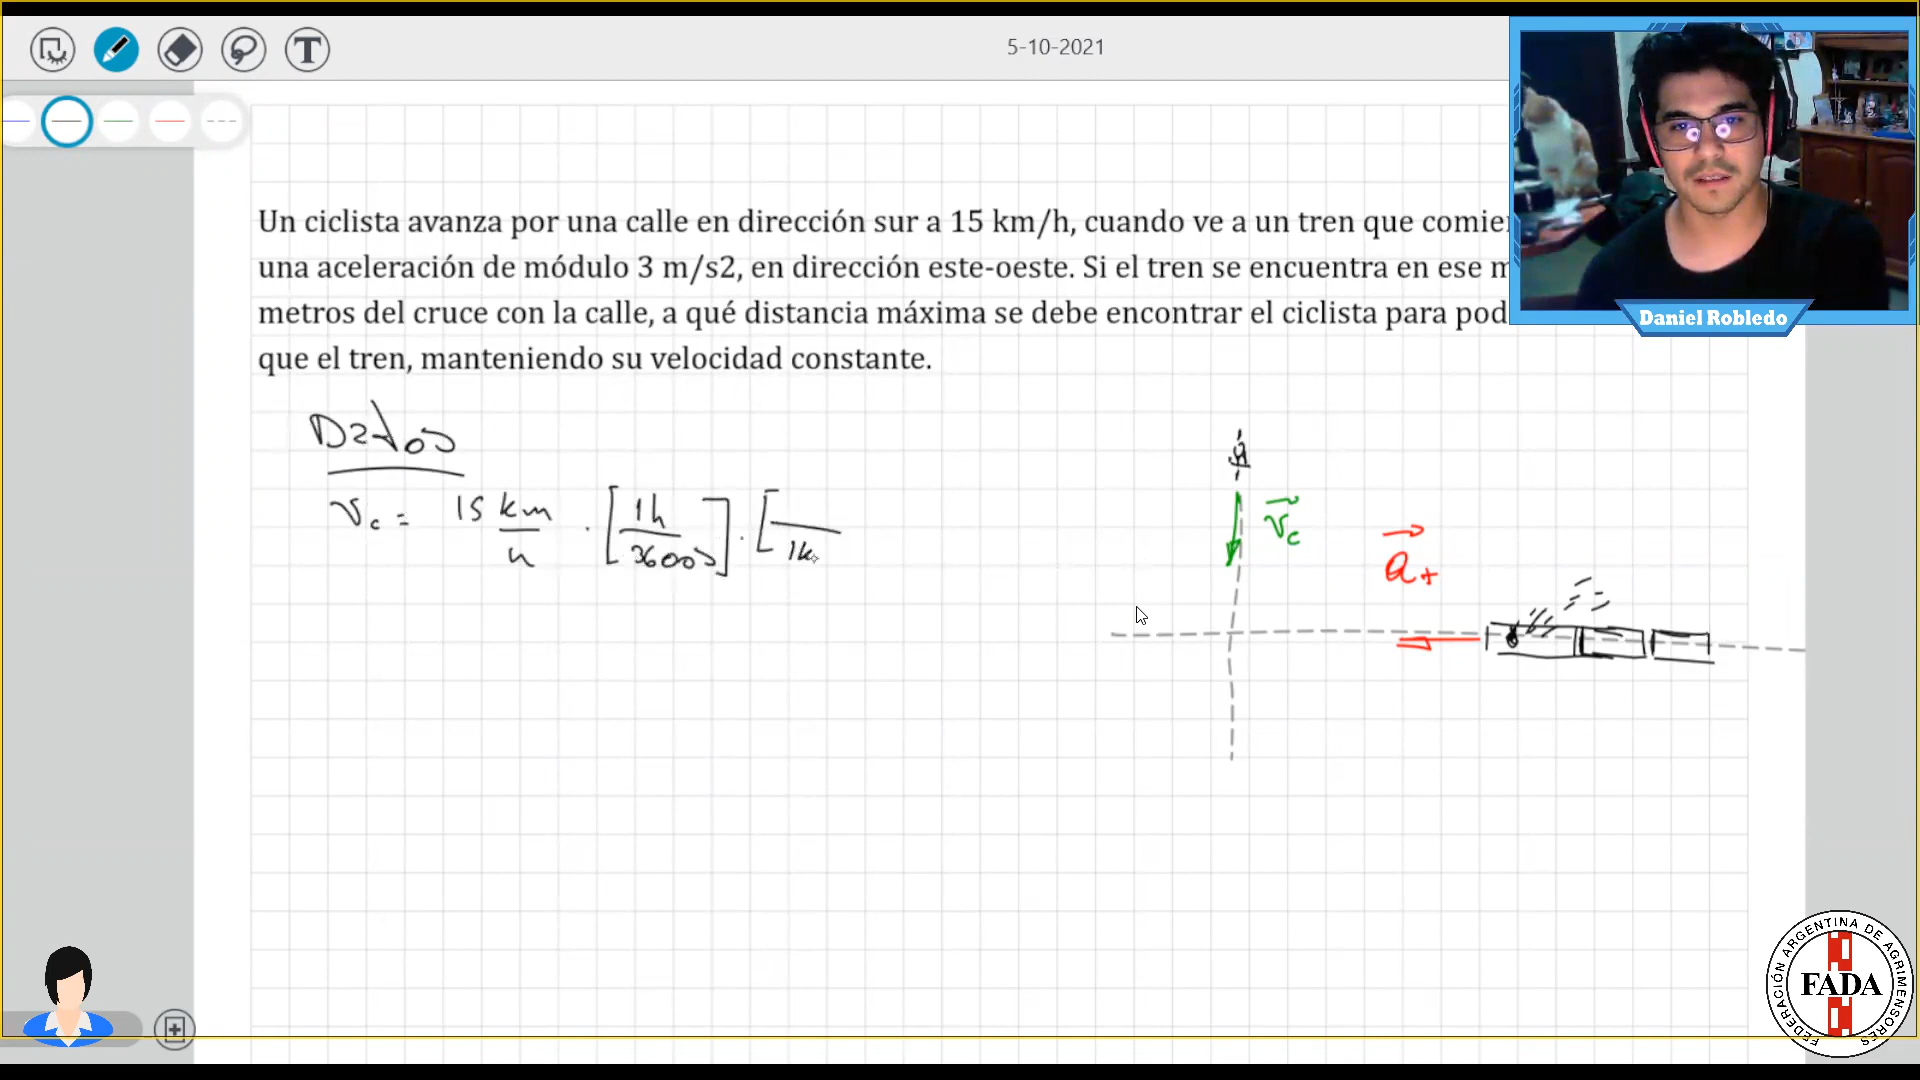 T
5-10-2021
Daniel Robledo
Un ciclista avanza por una calle en dirección sur a 15 km/h, cuando ve a un tren que comie
una aceleración de módulo 3 m/s2, en dirección este-oeste. Si el tren se encuentra en ese m
metros del cruce con la calle, a qué distancia máxima se debe encontrar el ciclista para pod
que el tren, manteniendo su velocidad constante.
Datos
Vc = 15 km/h · [1h/3600s] · [ /1k
Vc
a+
FEDERACIÓN ARGENTINA DE AGRIMENSORES
FADA